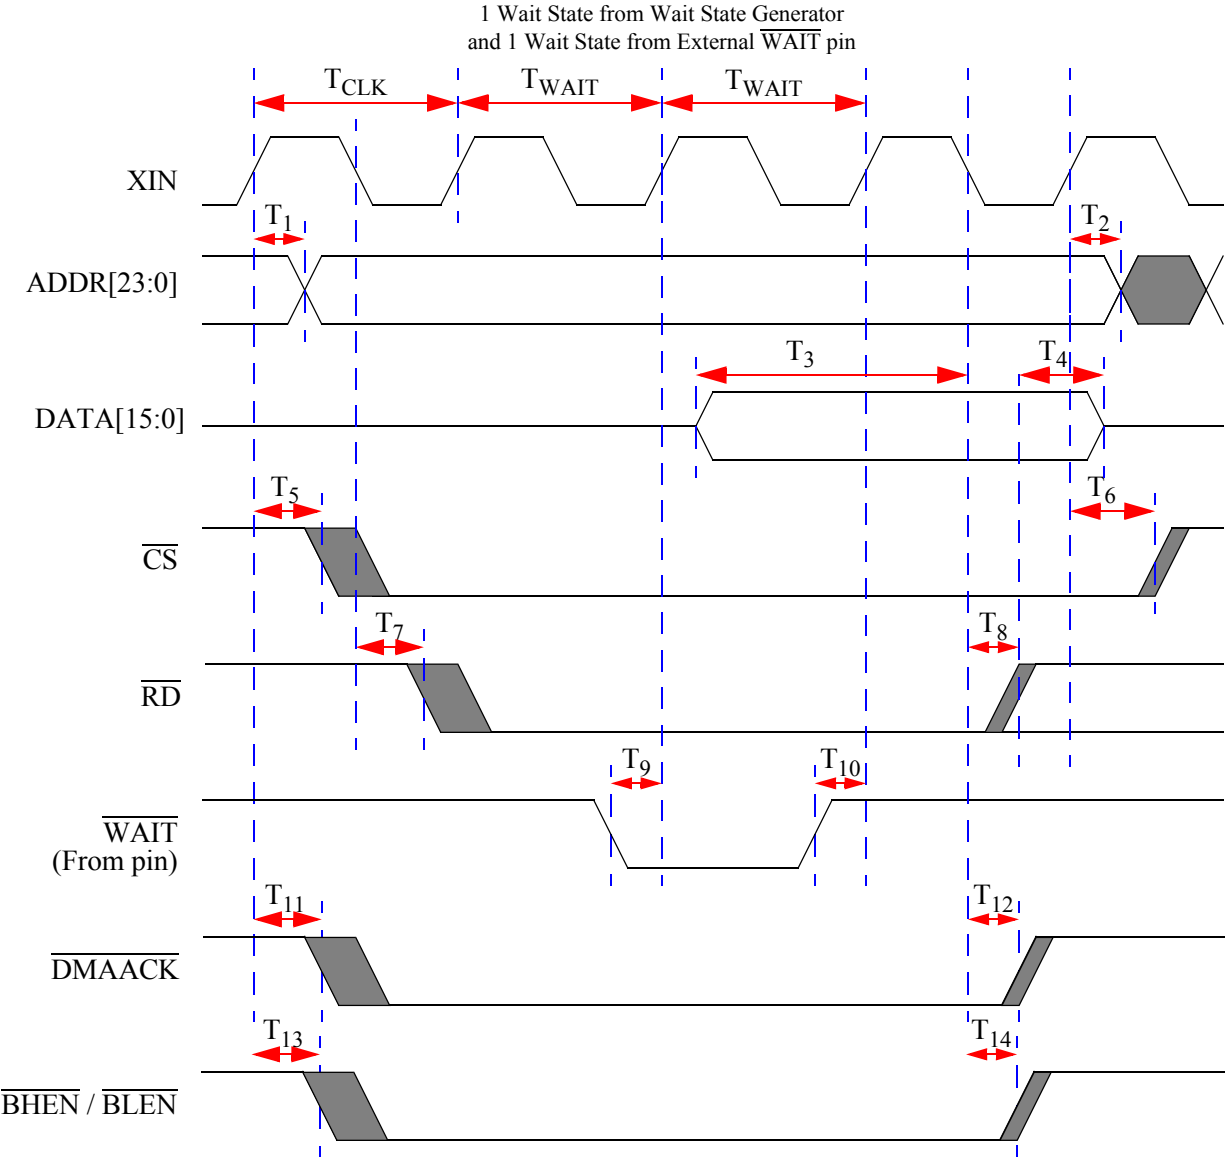 1 Wait State from Wait State Generator
and 1 Wait State from External WAIT pin
TCLK TWAIT TWAIT
XIN
T1 T2
ADDR[23:0]
T3 T4
DATA[15:0]
T5 T6
CS
T7 T8
RD
T9 T10
WAIT
(From pin)
T11 T12
DMAACK
T13 T14
BHEN / BLEN